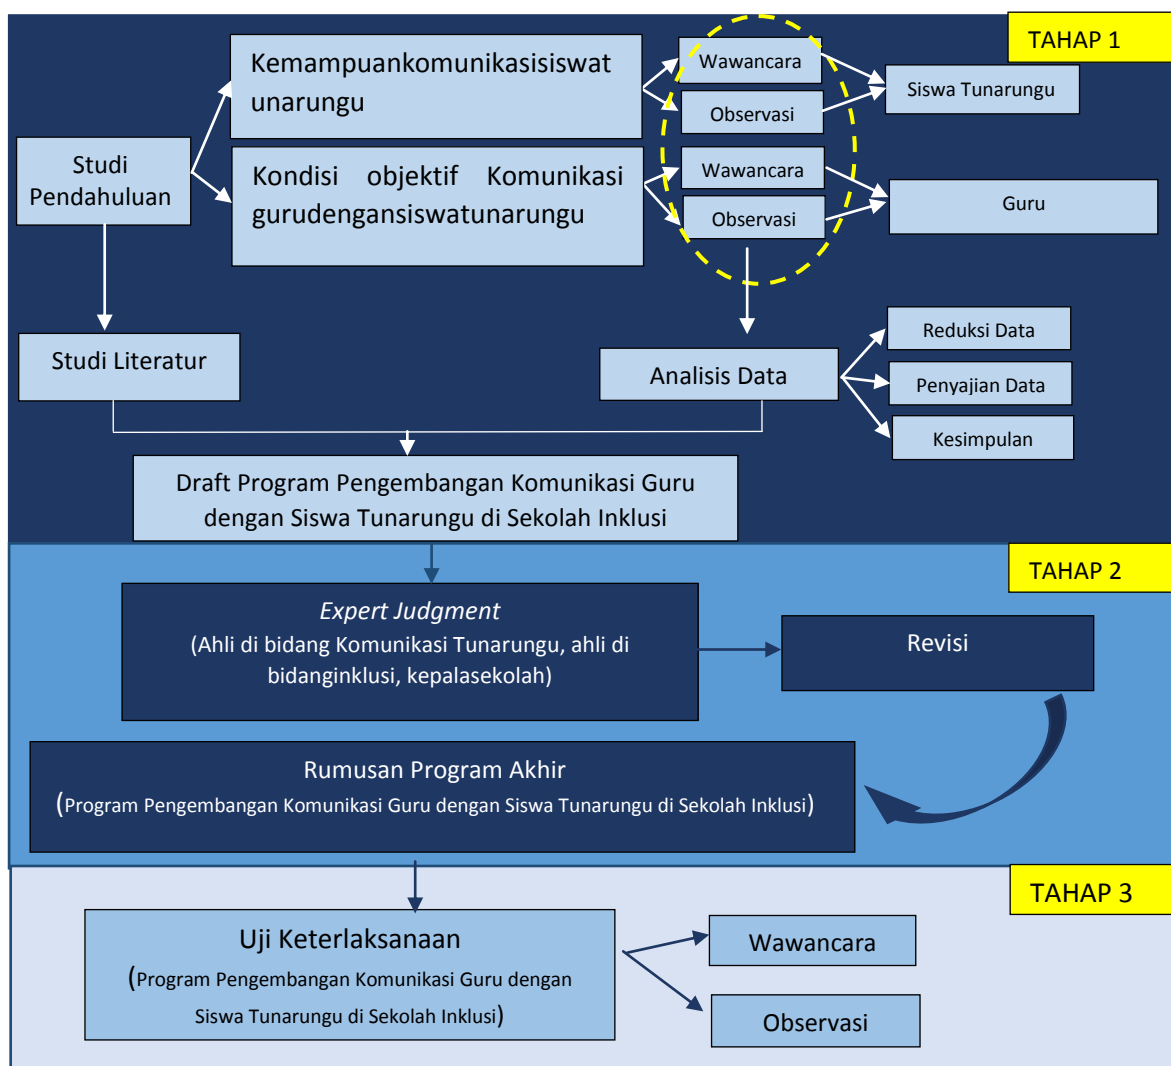 TAHAP 1
Kemampuankomunikasisiswat
unarungu
Wawancara
Observasi
Siswa Tunarungu
Studi
Pendahuluan
Kondisi objektif Komunikasi
gurudengansiswatunarungu
Wawancara
Observasi
Guru
Studi Literatur
Analisis Data
Reduksi Data
Penyajian Data
Kesimpulan
Draft Program Pengembangan Komunikasi Guru
dengan Siswa Tunarungu di Sekolah Inklusi
TAHAP 2
Expert Judgment
(Ahli di bidang Komunikasi Tunarungu, ahli di
bidanginklusi, kepalasekolah)
Revisi
Rumusan Program Akhir
(Program Pengembangan Komunikasi Guru dengan Siswa Tunarungu di Sekolah Inklusi)
TAHAP 3
Uji Keterlaksanaan
(Program Pengembangan Komunikasi Guru dengan
Siswa Tunarungu di Sekolah Inklusi)
Wawancara
Observasi